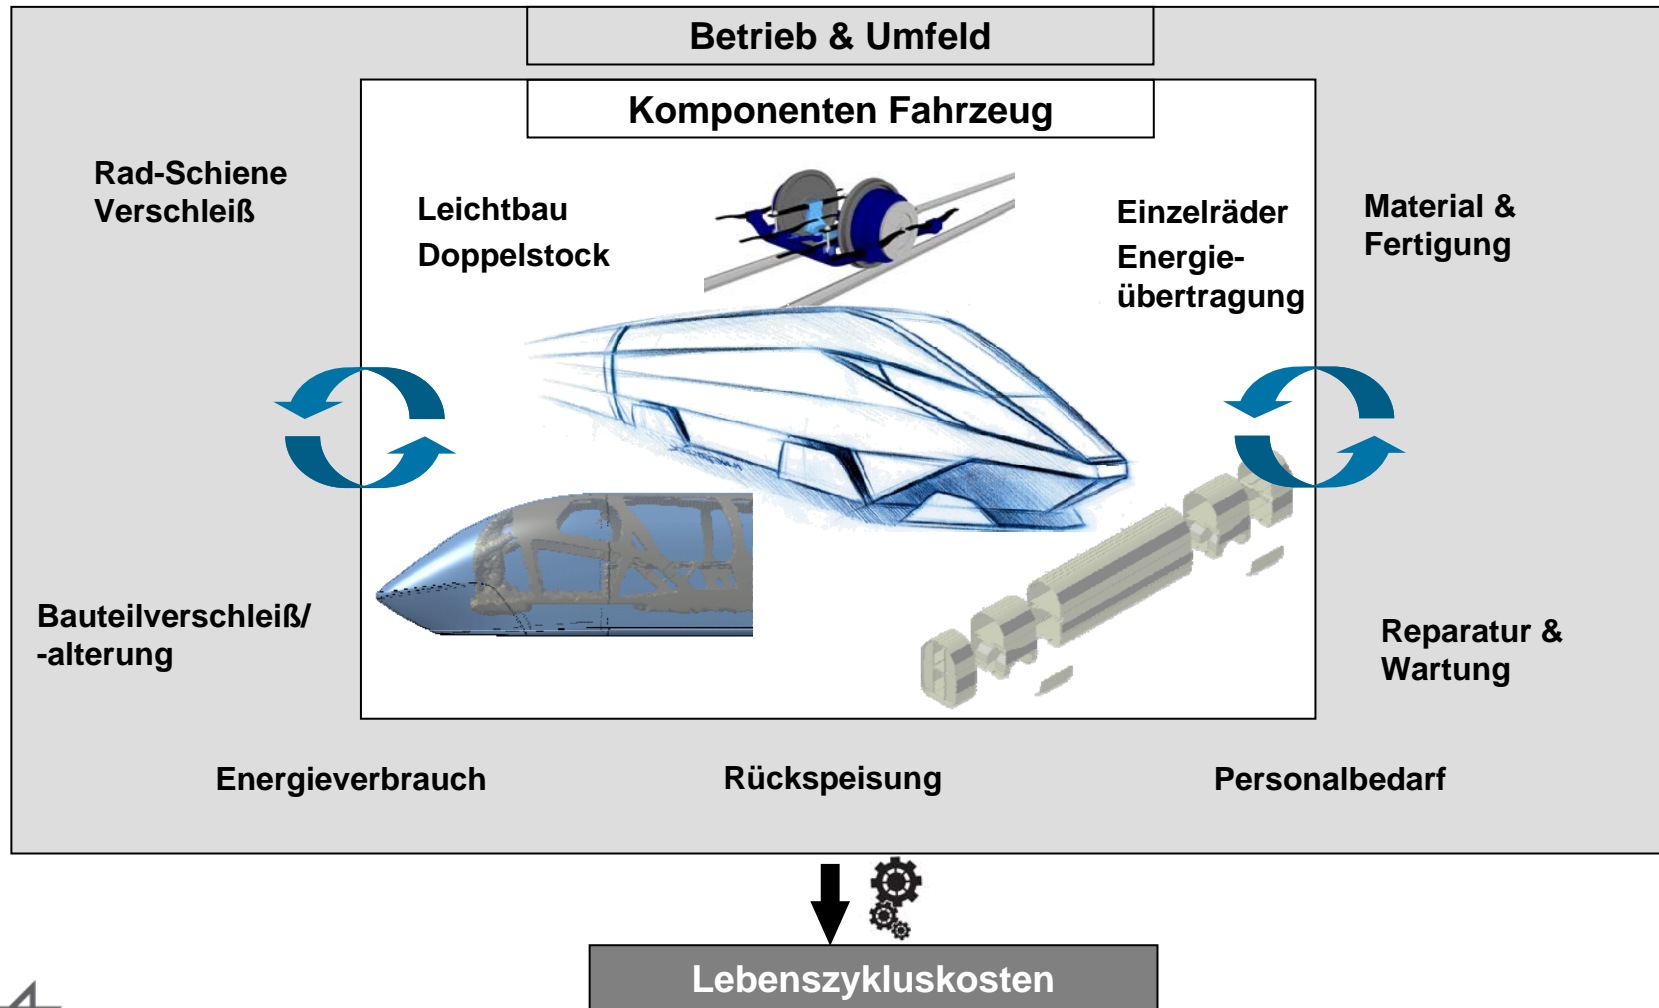 Betrieb & Umfeld
Komponenten Fahrzeug
Rad-Schiene
Verschleiß
Leichtbau
Doppelstock
Einzelräder
Energie-
übertragung
Material &
Fertigung
Bauteilverschleiß/
-alterung
Reparatur &
Wartung
Energieverbrauch
Rückspeisung
Personalbedarf
Lebenszykluskosten